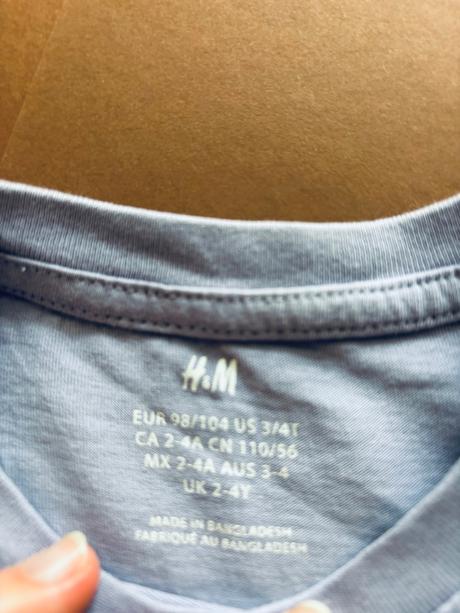 H&M
EUR 98/104 US 3/4T
CA 2-4A CN 110/56
MX 2-4A AUS 3-4
UK 2-4Y
MADE IN BANGLADESH
FABRIQUÉ AU BANGLADESH